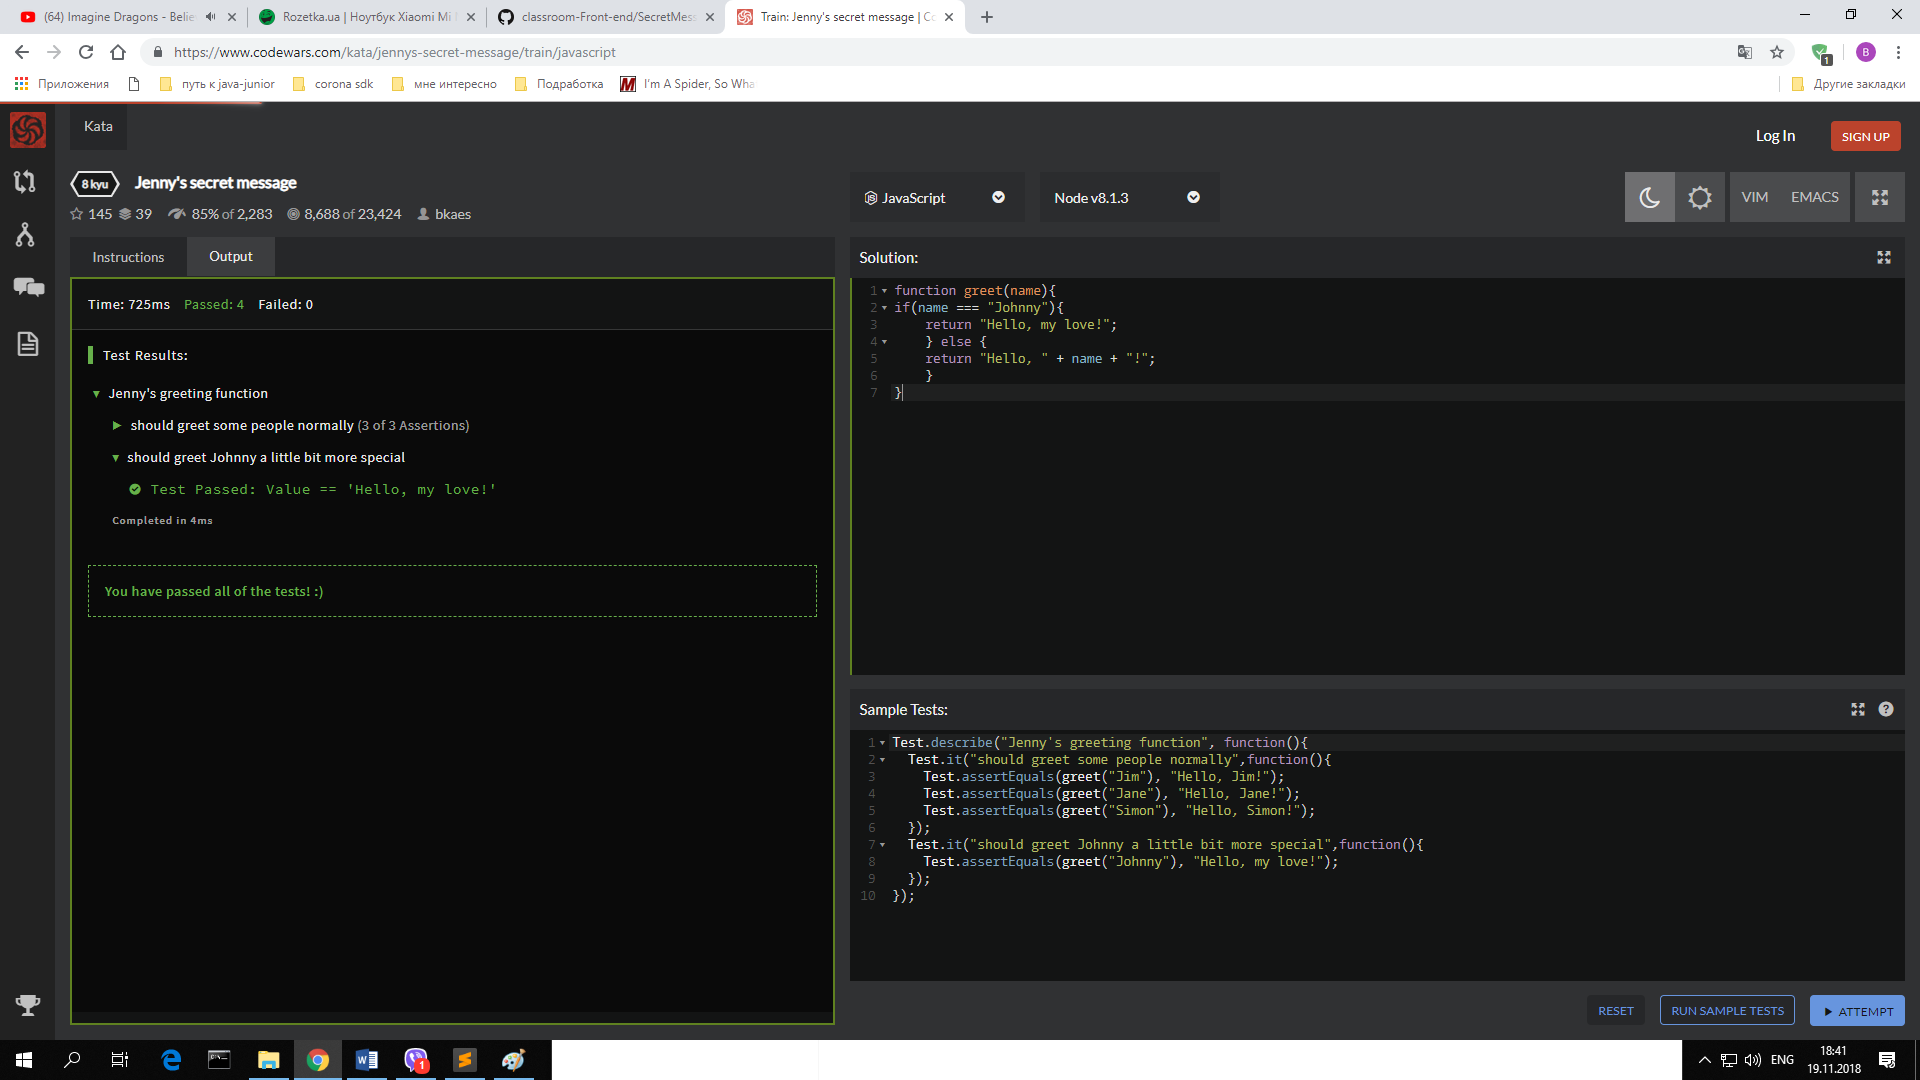 (64) Imagine Dragons - Belie
Rozetka.ua | Ноутбук Xiaomi Mi
classroom-Front-end/SecretMess
Train: Jenny's secret message | Co
https://www.codewars.com/kata/jennys-secret-message/train/javascript
1
B
Приложения
путь к java-junior
corona sdk
мне интересно
Подработка
I'm A Spider, So Wha
Другие закладки
Kata
Log In
SIGN UP
8 kyu
Jenny's secret message
145 39 85% of 2,283 8,688 of 23,424 bkaes
JavaScript
Node v8.1.3
VIM
EMACS
Instructions
Output
Time: 725ms Passed: 4 Failed: 0
Test Results:
Jenny's greeting function
should greet some people normally (3 of 3 Assertions)
should greet Johnny a little bit more special
Test Passed: Value == 'Hello, my love!'
Completed in 4ms
You have passed all of the tests! :)
Solution:
1 function greet(name){
2 if(name === "Johnny"){
3 return "Hello, my love!";
4 } else {
5 return "Hello, " + name + "!";
6 }
7 }
Sample Tests:
1 Test.describe("Jenny's greeting function", function(){
2 Test.it("should greet some people normally",function(){
3 Test.assertEquals(greet("Jim"), "Hello, Jim!");
4 Test.assertEquals(greet("Jane"), "Hello, Jane!");
5 Test.assertEquals(greet("Simon"), "Hello, Simon!");
6 });
7 Test.it("should greet Johnny a little bit more special",function(){
8 Test.assertEquals(greet("Johnny"), "Hello, my love!");
9 });
10 });
RESET
RUN SAMPLE TESTS
ATTEMPT
1
ENG
18:41
19.11.2018